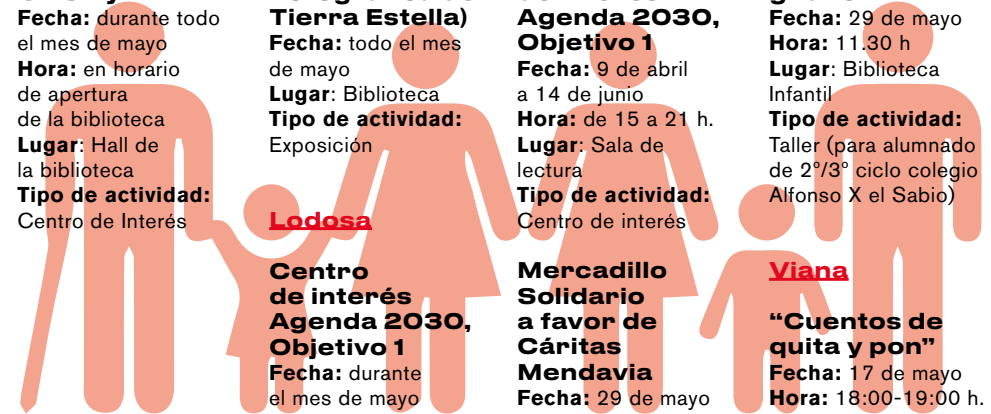 Fecha: durante todo
el mes de mayo
Hora: en horario
de apertura
de la biblioteca
Lugar: Hall de
la biblioteca
Tipo de actividad:
Centro de Interés
Tierra Estella)
Fecha: todo el mes
de mayo
Lugar: Biblioteca
Tipo de actividad:
Exposición
Lodosa
Centro
de interés
Agenda 2030,
Objetivo 1
Fecha: durante
el mes de mayo
Agenda 2030,
Objetivo 1
Fecha: 9 de abril
a 14 de junio
Hora: de 15 a 21 h.
Lugar: Sala de
lectura
Tipo de actividad:
Centro de interés
Mercadillo
Solidario
a favor de
Cáritas
Mendavia
Fecha: 29 de mayo
Fecha: 29 de mayo
Hora: 11.30 h
Lugar: Biblioteca
Infantil
Tipo de actividad:
Taller (para alumnado
de 2º/3º ciclo colegio
Alfonso X el Sabio)
Viana
“Cuentos de
quita y pon”
Fecha: 17 de mayo
Hora: 18:00-19:00 h.